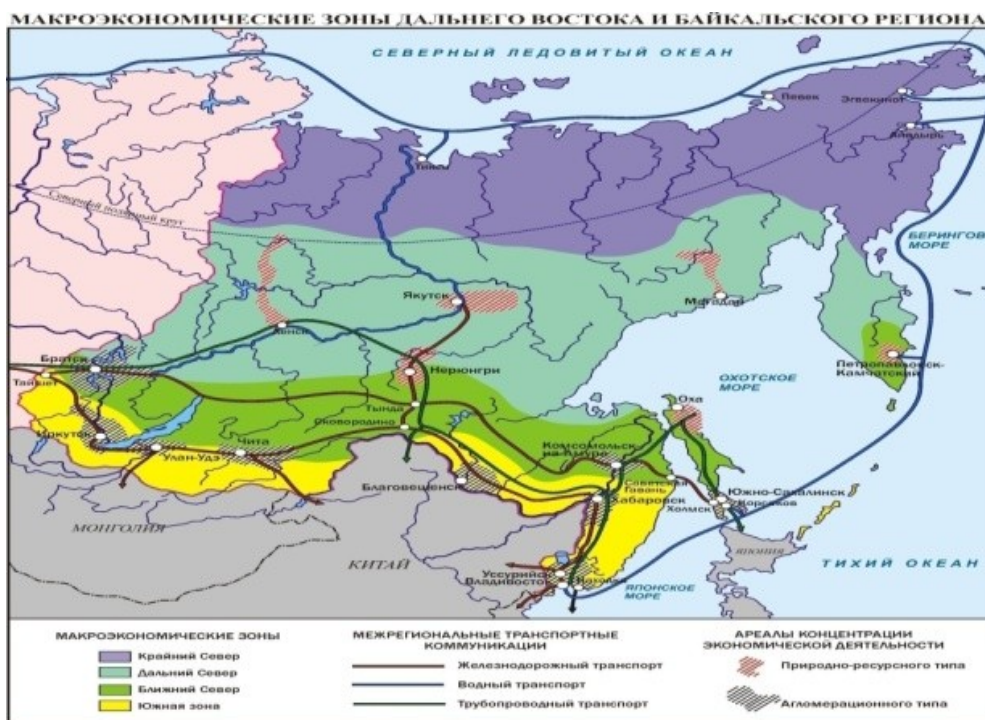 МАКРОЭКОНОМИЧЕСКИЕ ЗОНЫ ДАЛЬНЕГО ВОСТОКА И БАЙКАЛЬСКОГО РЕГИОНА
СЕВЕРНЫЙ ЛЕДОВИТЫЙ ОКЕАН
Певек
Эгвекинот
Анадырь
Тикси
Северный полярный круг
БЕРИНГОВО
МОРЕ
Якутск
Магадан
Ленск
Братск
Тайшет
Нерюнгри
Петропавловск-
Камчатский
ОХОТСКОЕ
МОРЕ
Оха
Тында
Сковородино
Иркутск
Улан-Удэ
Чита
Комсомольск-
на-Амуре
Советская
Гавань
Благовещенск
Хабаровск
Южно-Сахалинск
Корсаков
Холмск
МОНГОЛИЯ
КИТАЙ
ЯПОНИЯ
ТИХИЙ ОКЕАН
Уссурийск
Владивосток
Находка
ЯПОНСКОЕ
МОРЕ
МАКРОЭКОНОМИЧЕСКИЕ ЗОНЫ
Крайний Север
Дальний Север
Ближний Север
Южная зона
МЕЖРЕГИОНАЛЬНЫЕ ТРАНСПОРТНЫЕ
КОММУНИКАЦИИ
Железнодорожный транспорт
Водный транспорт
Трубопроводный транспорт
АРЕАЛЫ КОНЦЕНТРАЦИИ
ЭКОНОМИЧЕСКОЙ ДЕЯТЕЛЬНОСТИ
Природно-ресурсного типа
Агломерационного типа